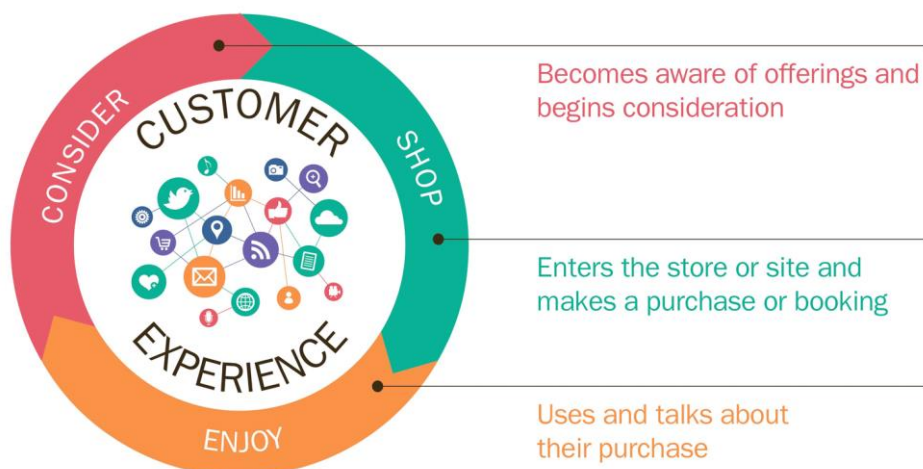 CONSIDER
SHOP
ENJOY
CUSTOMER
EXPERIENCE
Becomes aware of offerings and
begins consideration
Enters the store or site and
makes a purchase or booking
Uses and talks about
their purchase